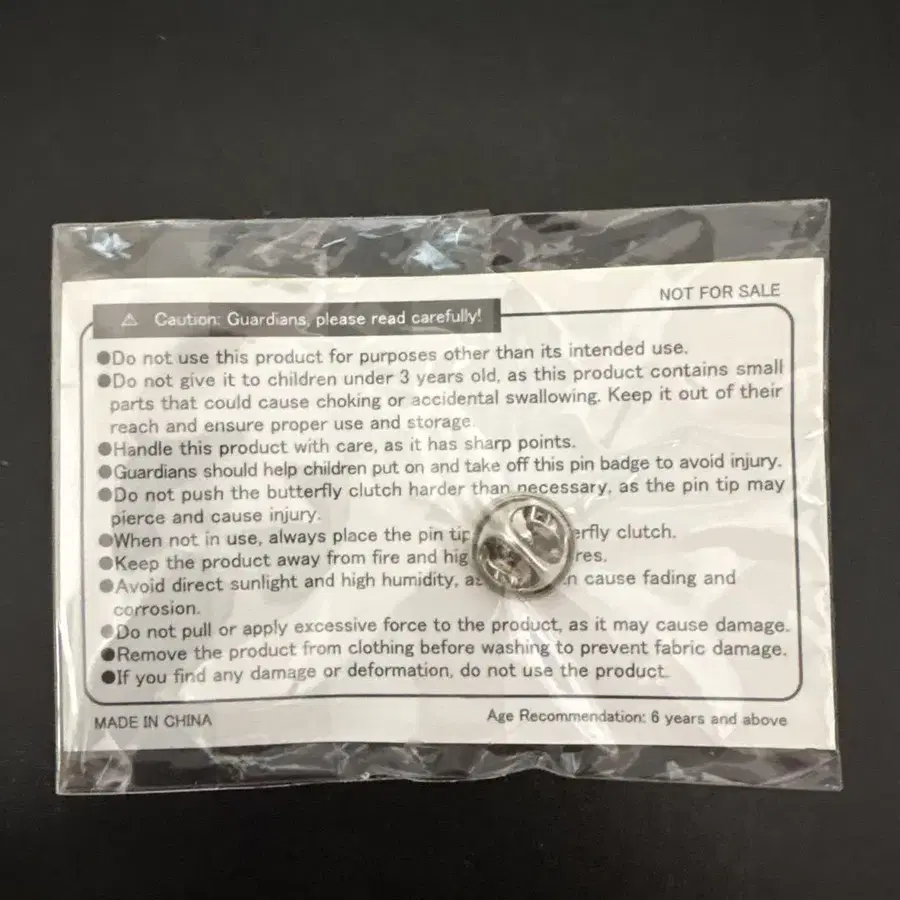 NOT FOR SALE
⚠ Caution: Guardians, please read carefully!
●Do not use this product for purposes other than its intended use.
●Do not give it to children under 3 years old, as this product contains small
parts that could cause choking or accidental swallowing. Keep it out of their
reach and ensure proper use and storage.
●Handle this product with care, as it has sharp points.
●Guardians should help children put on and take off this pin badge to avoid injury.
●Do not push the butterfly clutch harder than necessary, as the pin tip may
pierce and cause injury.
●When not in use, always place the pin tip erfly clutch.
●Keep the product away from fire and hig res.
●Avoid direct sunlight and high humidity, as n cause fading and
corrosion.
●Do not pull or apply excessive force to the product, as it may cause damage.
●Remove the product from clothing before washing to prevent fabric damage.
●If you find any damage or deformation, do not use the product.
MADE IN CHINA
Age Recommendation: 6 years and above